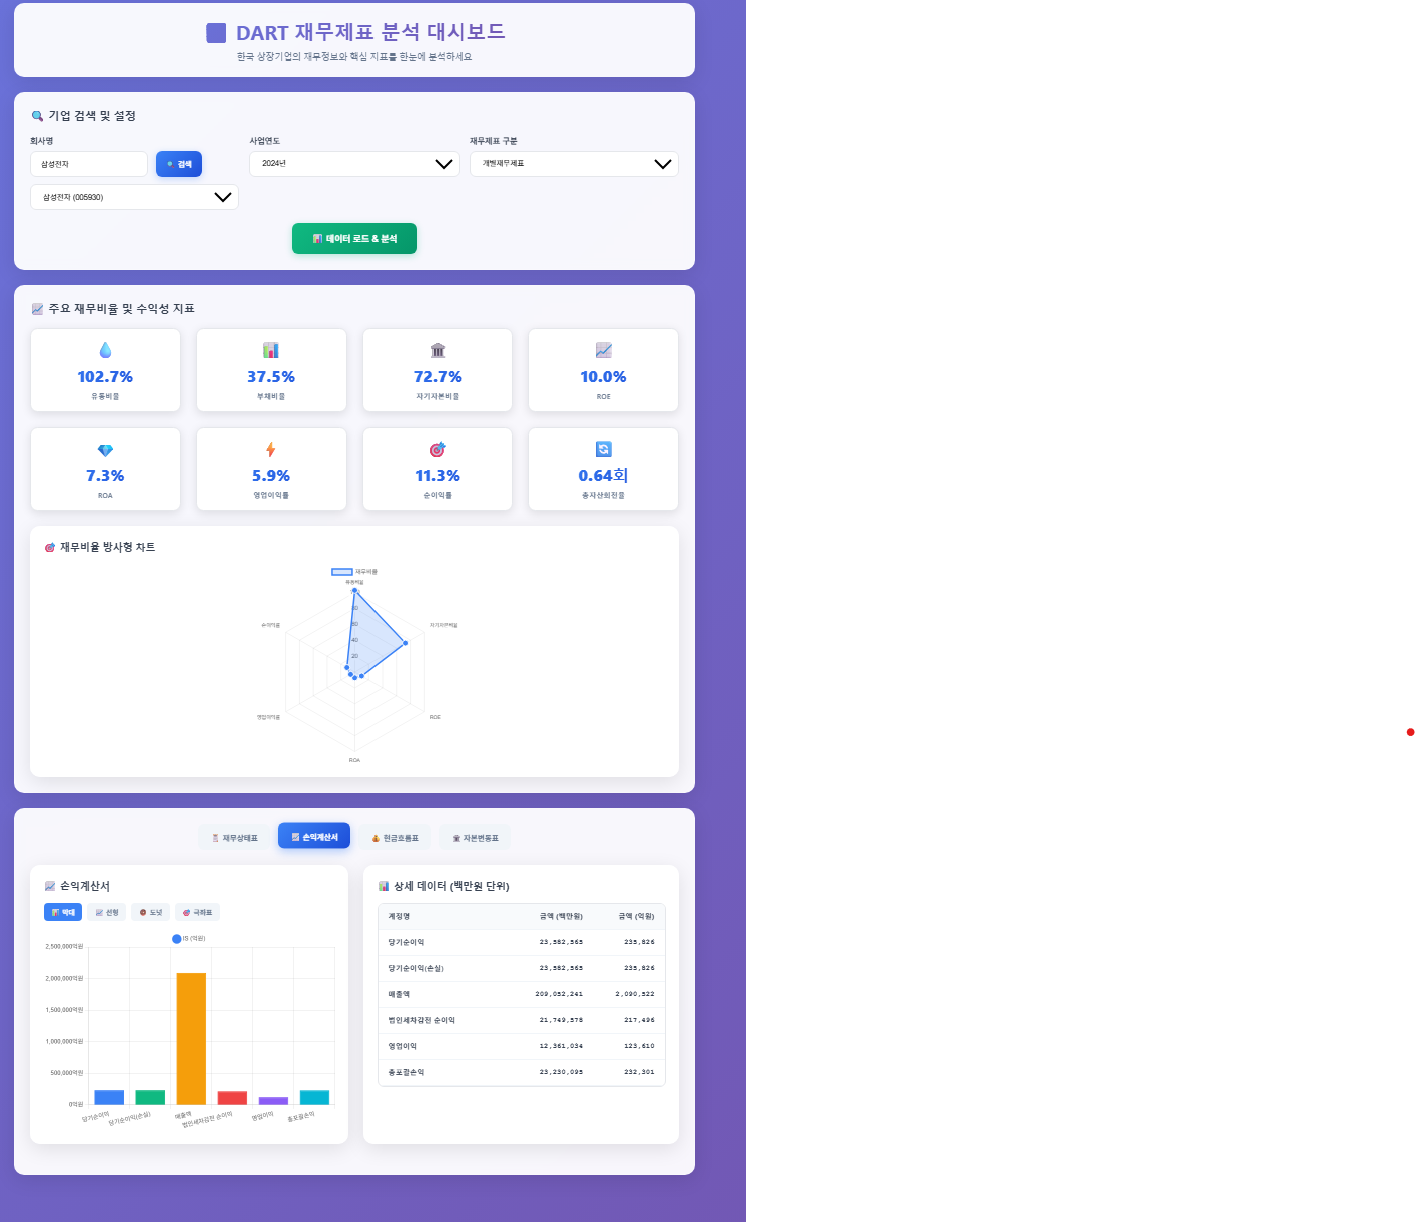 DART 재무제표 분석 대시보드
한국 상장기업의 재무정보와 핵심 지표를 한눈에 분석하세요
기업 검색 및 설정
회사명
사업연도
재무제표 구분
삼성전자
검색
2024년
개별재무제표
삼성전자 (005930)
데이터 로드 & 분석
주요 재무비율 및 수익성 지표
102.7%
유동비율
37.5%
부채비율
72.7%
자기자본비율
10.0%
ROE
7.3%
ROA
5.9%
영업이익률
11.3%
순이익률
0.64회
총자산회전율
재무비율 방사형 차트
재무비율
유동비율
순이익률
자기자본비율
80
60
40
20
영업이익률
ROE
ROA
재무상태표
손익계산서
현금흐름표
자본변동표
손익계산서
막대
선형
도넛
극좌표
IS (억원)
2,500,000억원
2,000,000억원
1,500,000억원
1,000,000억원
500,000억원
0억원
당기순이익
당기순이익(손실)
매출액
법인세차감전 순이익
영업이익
총포괄손익
상세 데이터 (백만원 단위)
계정명 금액 (백만원) 금액 (억원)
당기순이익 23,582,565 235,826
당기순이익(손실) 23,582,565 235,826
매출액 209,052,241 2,090,522
법인세차감전 순이익 21,749,578 217,496
영업이익 12,361,034 123,610
총포괄손익 23,230,095 232,301